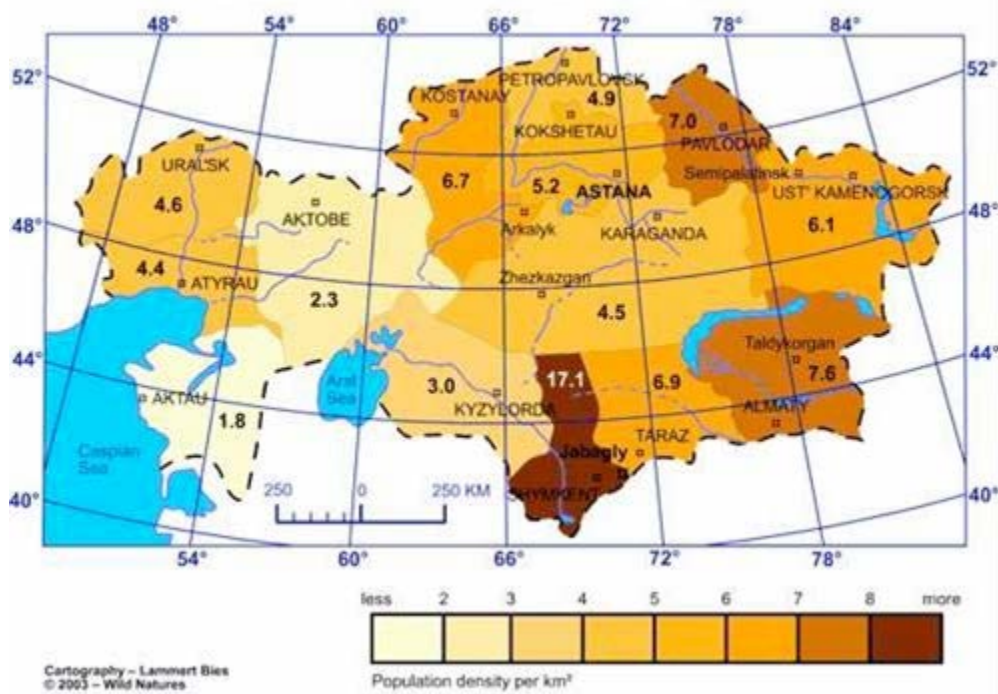 48° 54° 60° 66° 72° 78° 84°
52° 52°
PETROPAVLOVSK
KOSTANAY 4.9
KOKSHETAU
7.0
PAVLODAR
URAL'SK
6.7 5.2 ASTANA
Semipalatinsk
UST' KAMENOGORSK
4.6
AKTOBE
Arkalyk
KARAGANDA
6.1
48° 48°
4.4
ATYRAU
2.3
Zhezkazgan
4.5
Taldykorgan
44° 44°
Aral
Sea
3.0
17.1
6.9
7.6
AKTAU
1.8
KYZYLORDA
ALMATY
TARAZ
Caspian
Sea
Jabagly
SHYMKENT
250 0 250 KM
40° 40°
54° 60° 66° 72° 78°
less 2 3 4 5 6 7 8 more
Population density per km²
Cartography – Lammert Bies
© 2003 – Wild Natures